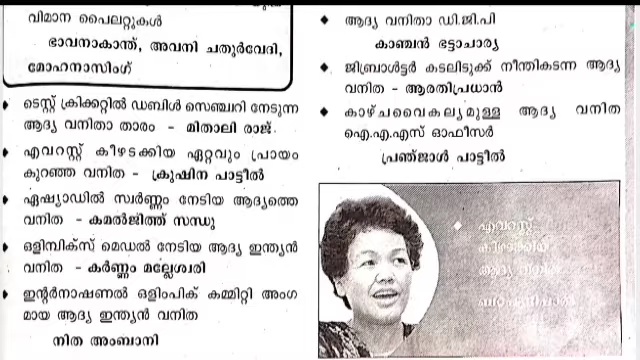 വിമാന പൈലറ്റുകൾ
ഭാവനാകാന്ത്, അവനി ചതുർവേദി,
മോഹനാസിംഗ്
ടെസ്റ്റ് ക്രിക്കറ്റിൽ ഡബിൾ സെഞ്ചറി നേടുന്ന
ആദ്യ വനിതാ താരം - മിതാലി രാജ്.
എവറസ്റ്റ് കീഴടക്കിയ ഏറ്റവും പ്രായം
കുറഞ്ഞ വനിത - ക്രുഷിന പാട്ടീൽ
ഏഷ്യാഡിൽ സ്വർണ്ണം നേടിയ ആദ്യത്തെ
വനിത - കമൽജിത്ത് സന്ധു
ഒളിമ്പിക്സ് മെഡൽ നേടിയ ആദ്യ ഇന്ത്യൻ
വനിത - കർണ്ണം മല്ലേശ്വരി
ഇന്റർനാഷണൽ ഒളിംപിക് കമ്മിറ്റി അംഗ
മായ ആദ്യ ഇന്ത്യൻ വനിത
നിത അംബാനി
ആദ്യ വനിതാ ഡി.ജി.പി
കാഞ്ചൻ ഭട്ടാചാര്യ
ജിബ്രാൾട്ടർ കടലിടുക്ക് നീന്തികടന്ന ആദ്യ
വനിത - ആരതിപ്രധാൻ
കാഴ്ചവൈകല്യമുള്ള ആദ്യ വനിത
ഐ.എ.എസ് ഓഫീസർ
പ്രഞ്ജാൾ പാട്ടീൽ
എവറസ്റ്റ്
കീഴടക്കിയ
ആദ്യ